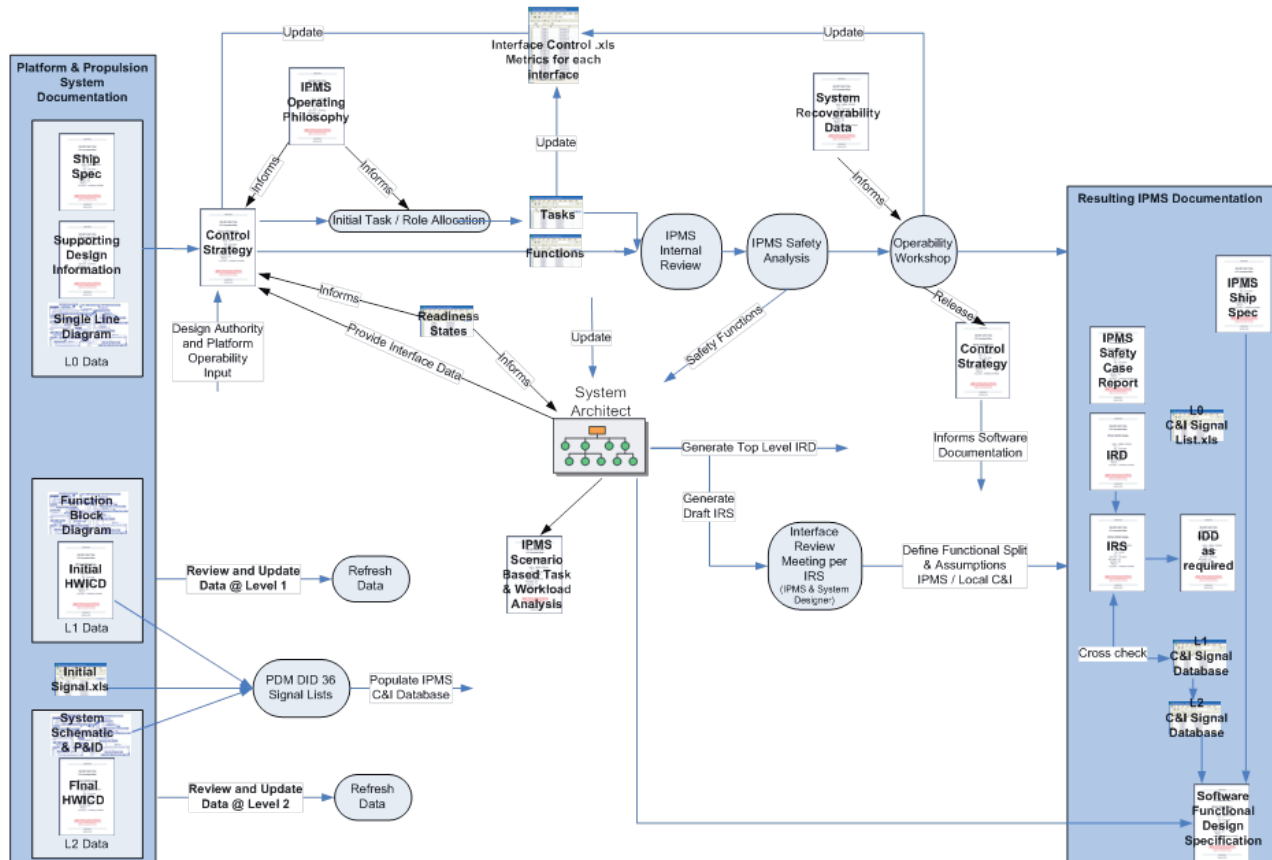 Update
Update
Interface Control .xls
Metrics for each
interface
Platform & Propulsion
System
Documentation
Ship
Spec
Supporting
Design
Information
Single Line
Diagram
L0 Data
IPMS
Operating
Philosophy
Informs
Informs
Control
Strategy
Initial Task / Role Allocation
Update
Tasks
Functions
System
Recoverability
Data
Informs
IPMS
Internal
Review
IPMS Safety
Analysis
Operability
Workshop
Releases
Control
Strategy
Informs Software
Documentation
Design Authority
and Platform
Operability
Input
Informs
Readiness
States
Provide Interface Data
Informs
Update
Safety Functions
System
Architect
Generate Top Level IRD
Generate
Draft IRS
IPMS
Scenario
Based Task
& Workload
Analysis
Interface
Review
Meeting per
IRS
(IPMS & System
Designer)
Define Functional Split
& Assumptions
IPMS / Local C&I
Function
Block
Diagram
Initial
HWICD
L1 Data
Review and Update
Data @ Level 1
Refresh
Data
Initial
Signal.xls
PDM DID 36
Signal Lists
Populate IPMS
C&I Database
System
Schematic
& P&ID
FInal
HWICD
L2 Data
Review and Update
Data @ Level 2
Refresh
Data
Resulting IPMS Documentation
IPMS
Ship
Spec
IPMS
Safety
Case
Report
L0
C&I Signal
List.xls
IRD
IRS
IDD
as
required
Cross check
L1
C&I Signal
Database
L2
C&I Signal
Database
Software
Functional
Design
Specification